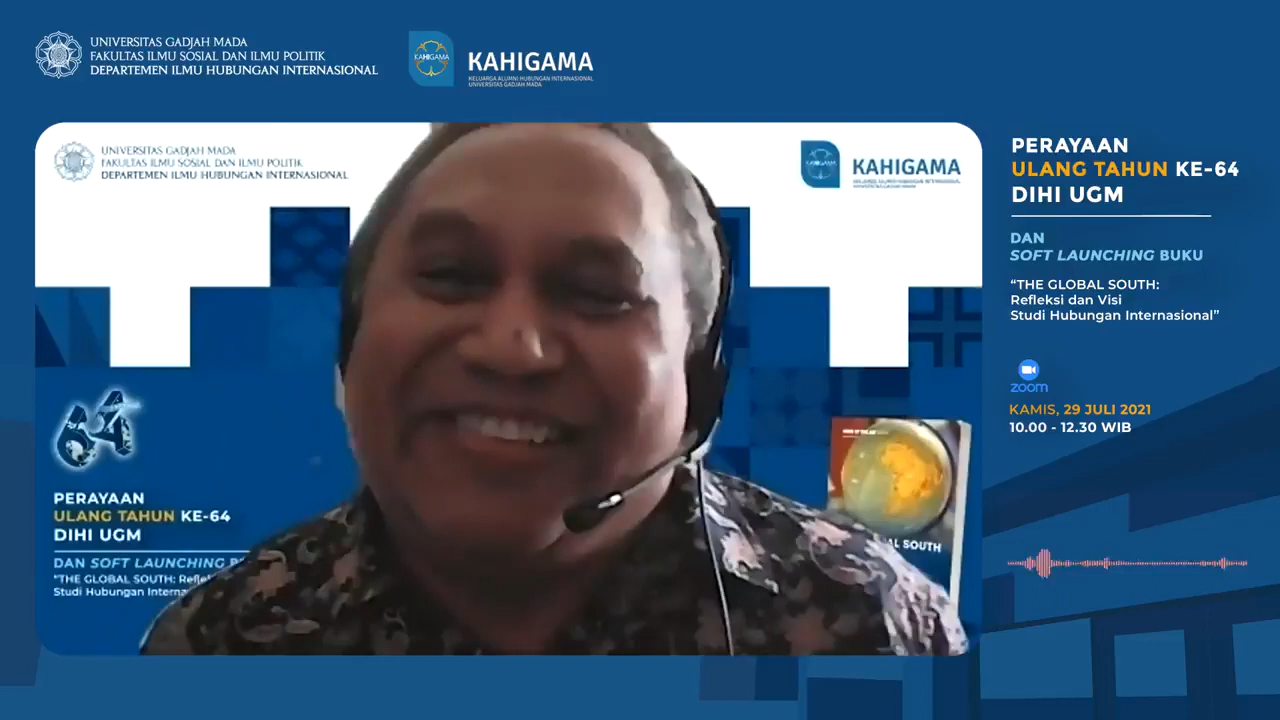 UNIVERSITAS GADJAH MADA
FAKULTAS ILMU SOSIAL DAN ILMU POLITIK
DEPARTEMEN ILMU HUBUNGAN INTERNASIONAL
KAHIGAMA
KAHIGAMA
KELUARGA ALUMNI HUBUNGAN INTERNASIONAL
UNIVERSITAS GADJAH MADA
UNIVERSITAS GADJAH MADA
FAKULTAS ILMU SOSIAL DAN ILMU POLITIK
DEPARTEMEN ILMU HUBUNGAN INTERNASIONAL
KAHIGAMA
KAHIGAMA
64
PERAYAAN
ULANG TAHUN KE-64
DIHI UGM
DAN SOFT LAUNCHING
"THE GLOBAL SOUTH:
Studi Hubungan
AL SOUTH
PERAYAAN
ULANG TAHUN KE-64
DIHI UGM
DAN
SOFT LAUNCHING BUKU
“THE GLOBAL SOUTH:
Refleksi dan Visi
Studi Hubungan Internasional”
zoom
KAMIS, 29 JULI 2021
10.00 - 12.30 WIB